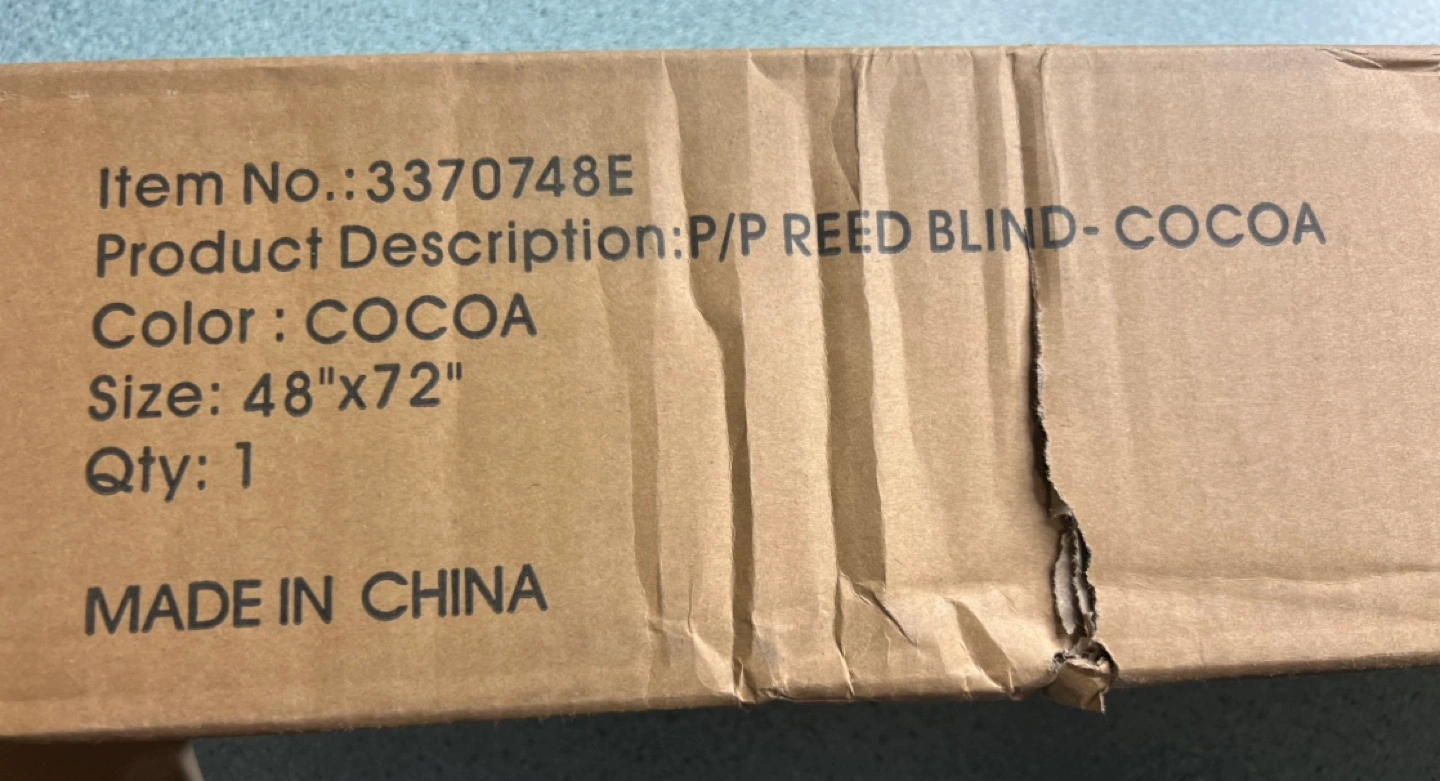 Item No.:3370748E
Product Description:P/P REED BLIND- COCOA
Color : COCOA
Size: 48"x72"
Qty: 1
MADE IN CHINA